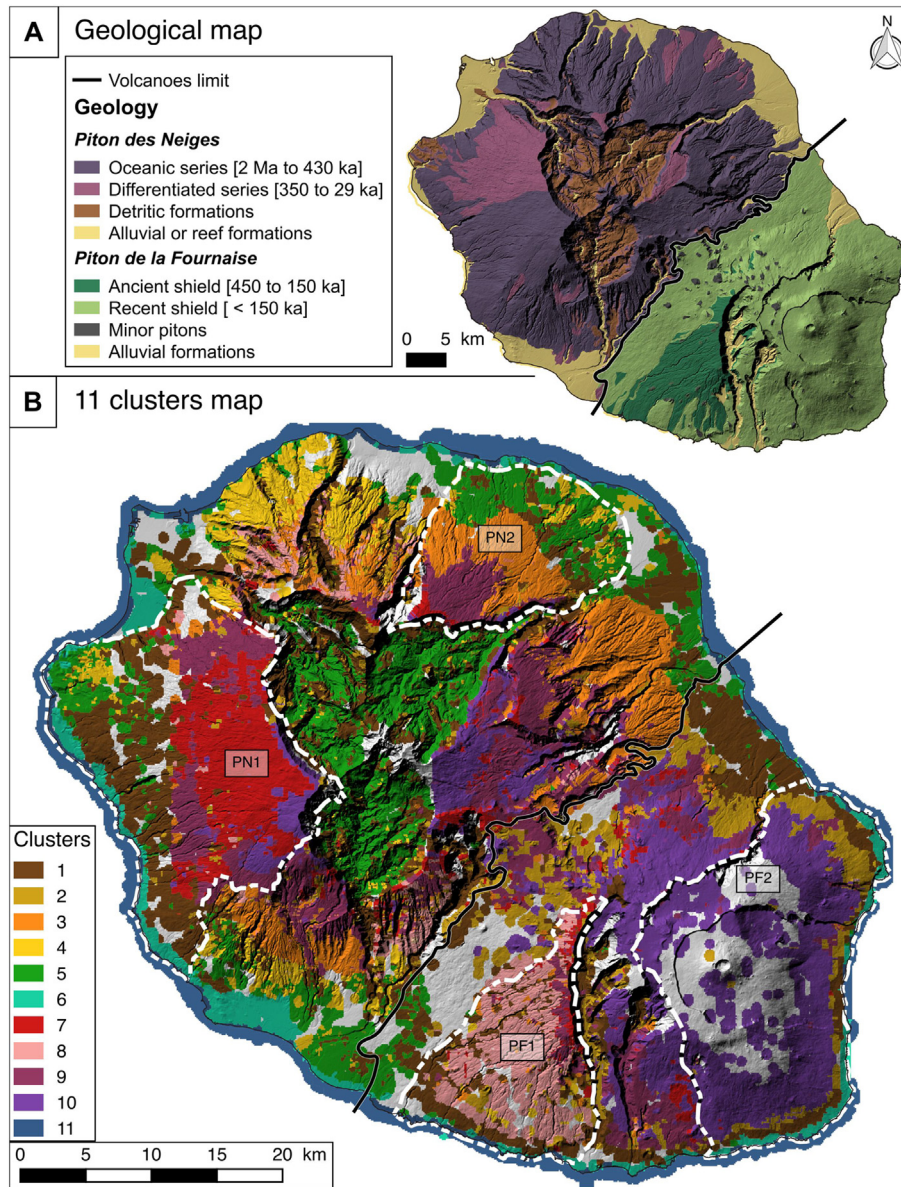 A Geological map
N
Volcanoes limit
Geology
Piton des Neiges
Oceanic series [2 Ma to 430 ka]
Differentiated series [350 to 29 ka]
Detritic formations
Alluvial or reef formations
Piton de la Fournaise
Ancient shield [450 to 150 ka]
Recent shield [ < 150 ka]
Minor pitons
Alluvial formations
0 5 km
B 11 clusters map
PN2
PN1
PF2
PF1
Clusters
1
2
3
4
5
6
7
8
9
10
11
0 5 10 15 20 km